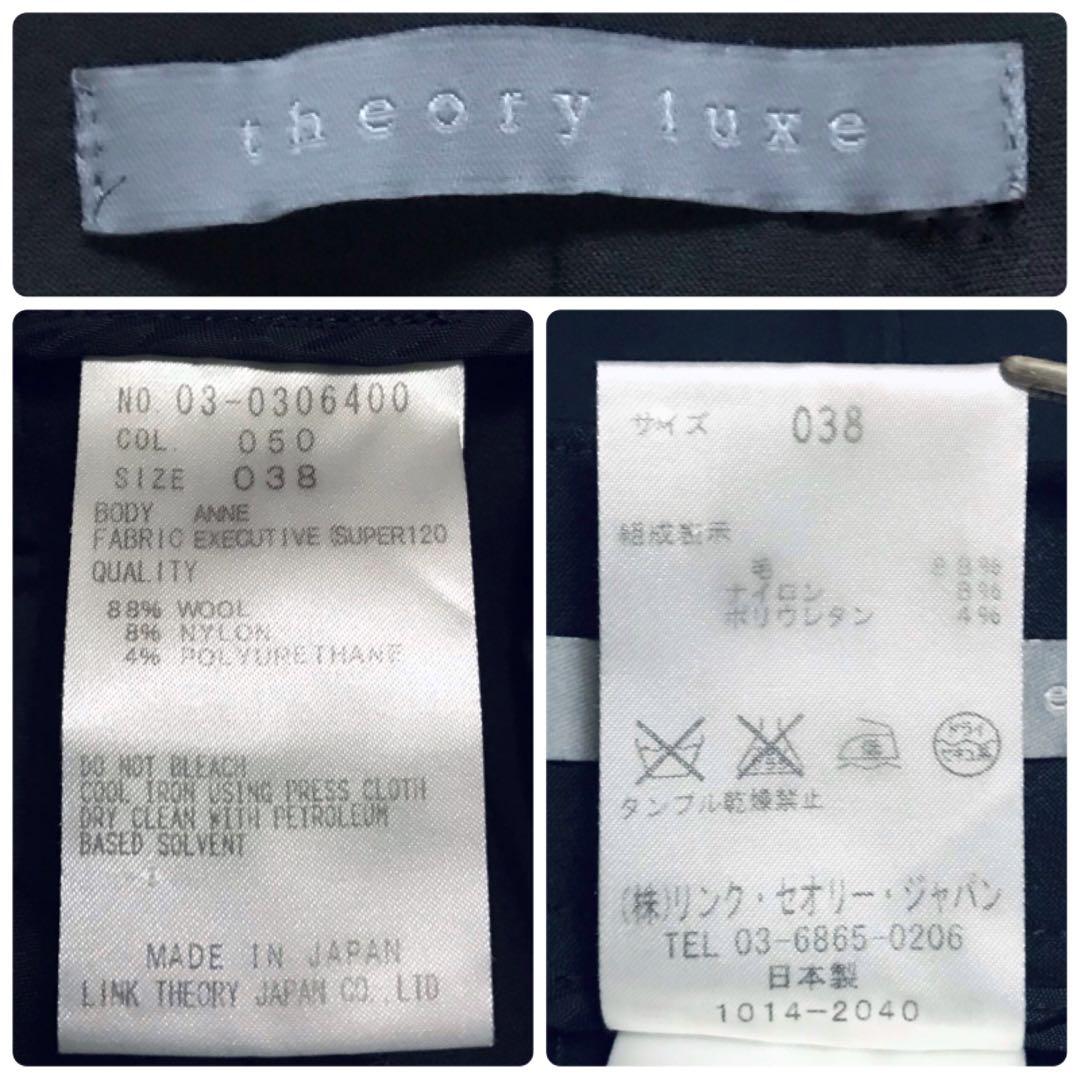 theory luxe
NO. 03-0306400
COL. 050
SIZE 038
BODY ANNE
FABRIC EXECUTIVE (SUPER120
QUALITY
88% WOOL
8% NYLON
4% POLYURETHANE
DO NOT BLEACH
COOL IRON USING PRESS CLOTH
DRY CLEAN WITH PETROLEUM
BASED SOLVENT
MADE IN JAPAN
LINK THEORY JAPAN CO.,LTD
サイズ 038
組成表示
毛 88%
ナイロン 8%
ポリウレタン 4%
低 ドライ
タンブル乾燥禁止
(株)リンク・セオリー・ジャパン
TEL 03-6865-0206
日本製
1014-2040
e